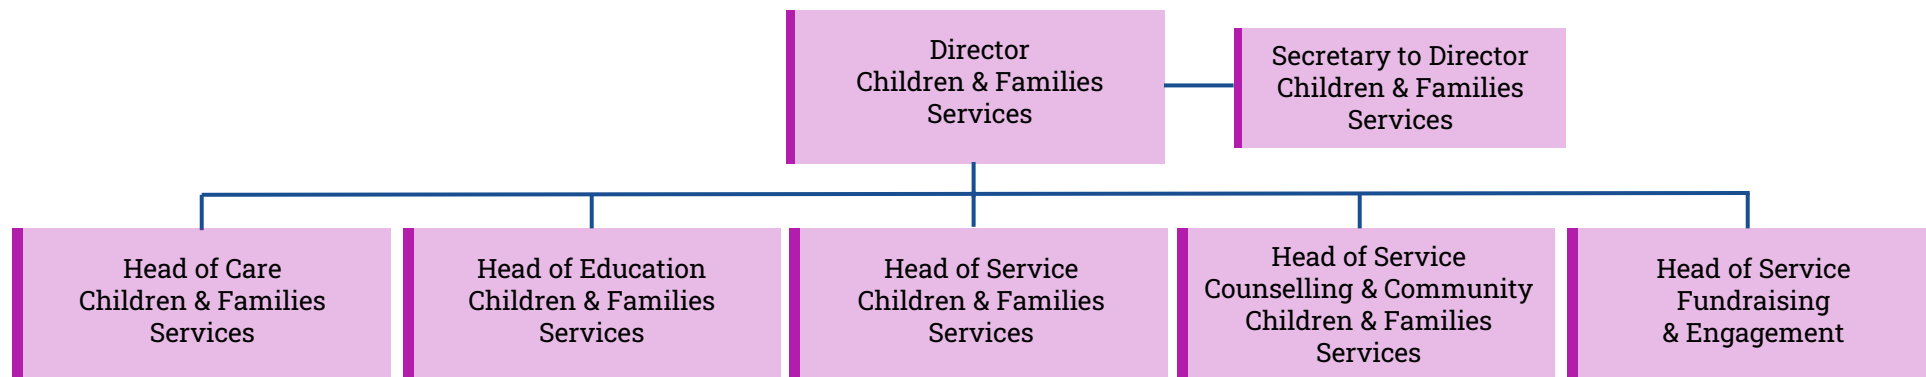 Director
Children & Families
Services
Secretary to Director
Children & Families
Services
Head of Care
Children & Families
Services
Head of Education
Children & Families
Services
Head of Service
Children & Families
Services
Head of Service
Counselling & Community
Children & Families
Services
Head of Service
Fundraising
& Engagement